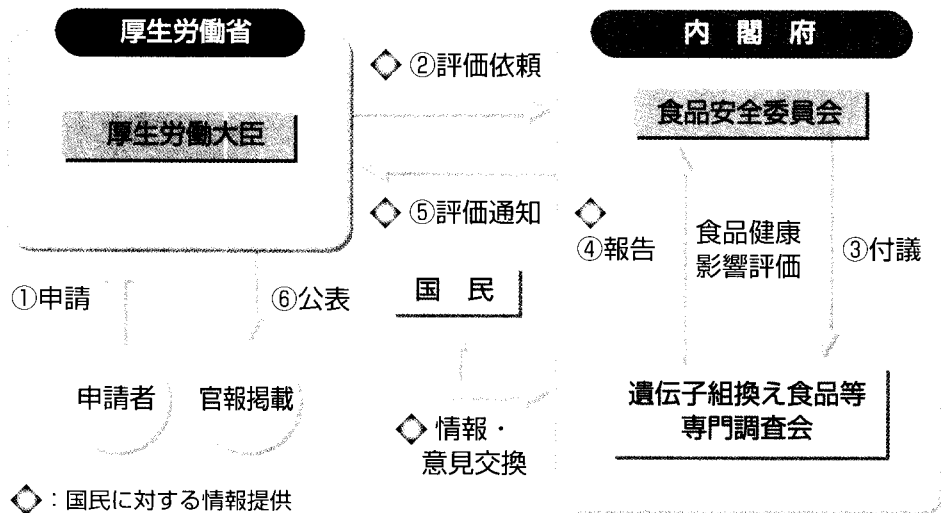 厚生労働省
内閣府
◇②評価依頼
厚生労働大臣
食品安全委員会
◇⑤評価通知
◇
④報告
食品健康
影響評価
③付議
①申請
⑥公表
国民
申請者
官報掲載
遺伝子組換え食品等
専門調査会
◇情報・
意見交換
◇：国民に対する情報提供